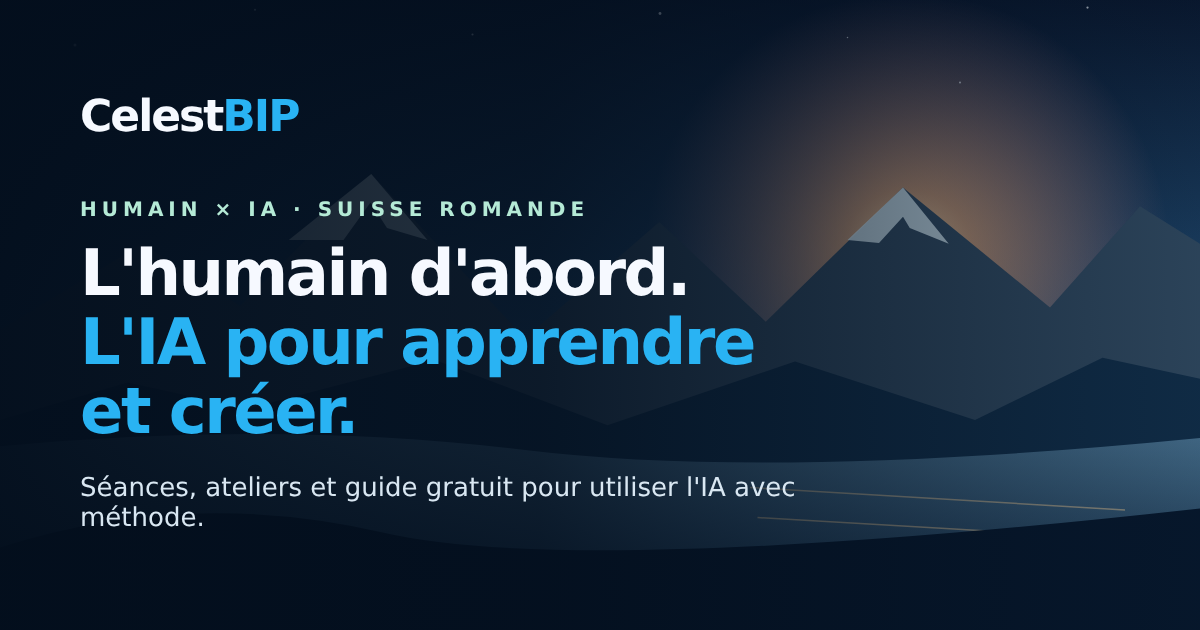 CelestBIP
HUMAIN × IA · SUISSE ROMANDE
L'humain d'abord.
L'IA pour apprendre
et créer.
Séances, ateliers et guide gratuit pour utiliser l'IA avec
méthode.